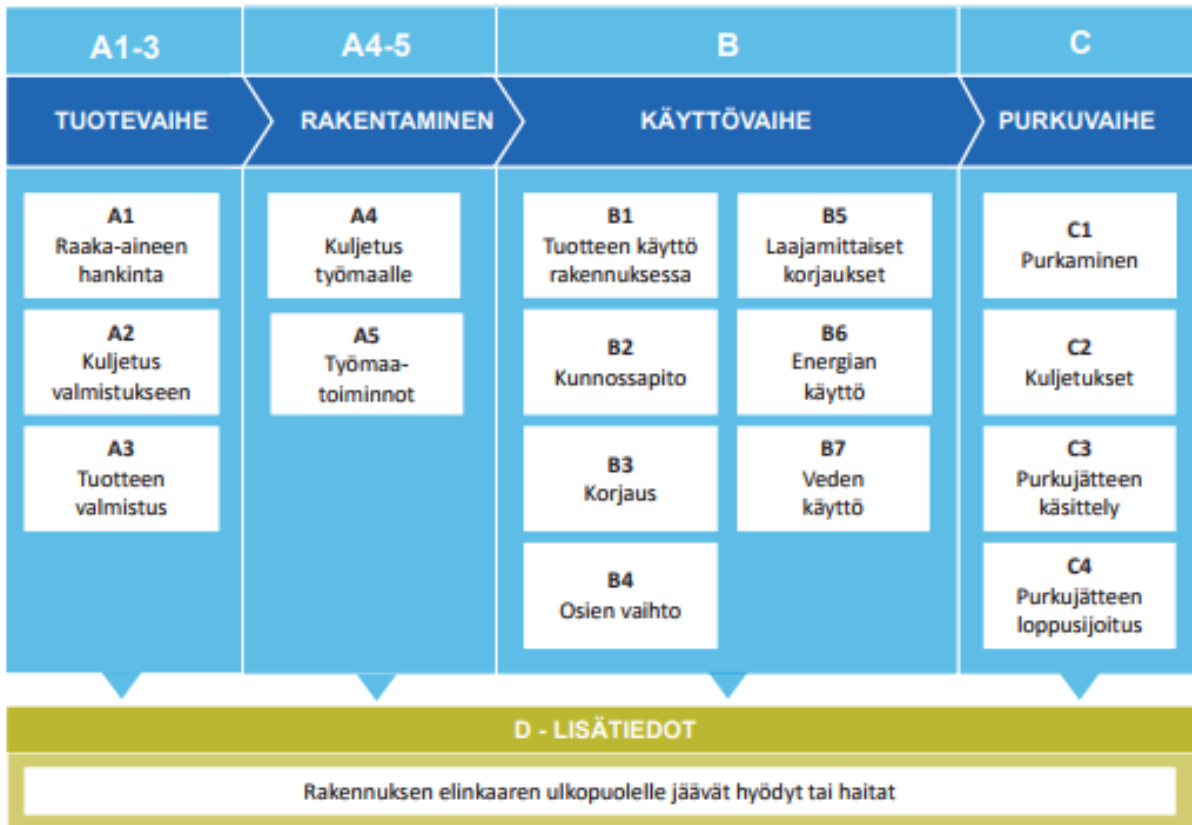 A1-3
A4-5
B
C
TUOTEVAIHE
RAKENTAMINEN
KÄYTTÖVAIHE
PURKUVAIHE
A1
Raaka-aineen
hankinta
A2
Kuljetus
valmistukseen
A3
Tuotteen
valmistus
A4
Kuljetus
työmaalle
A5
Työmaa-
toiminnot
B1
Tuotteen käyttö
rakennuksessa
B2
Kunnossapito
B3
Korjaus
B4
Osien vaihto
B5
Laajamittaiset
korjaukset
B6
Energian
käyttö
B7
Veden
käyttö
C1
Purkaminen
C2
Kuljetukset
C3
Purkujätteen
käsittely
C4
Purkujätteen
loppusijoitus
D - LISÄTIEDOT
Rakennuksen elinkaaren ulkopuolelle jäävät hyödyt tai haitat